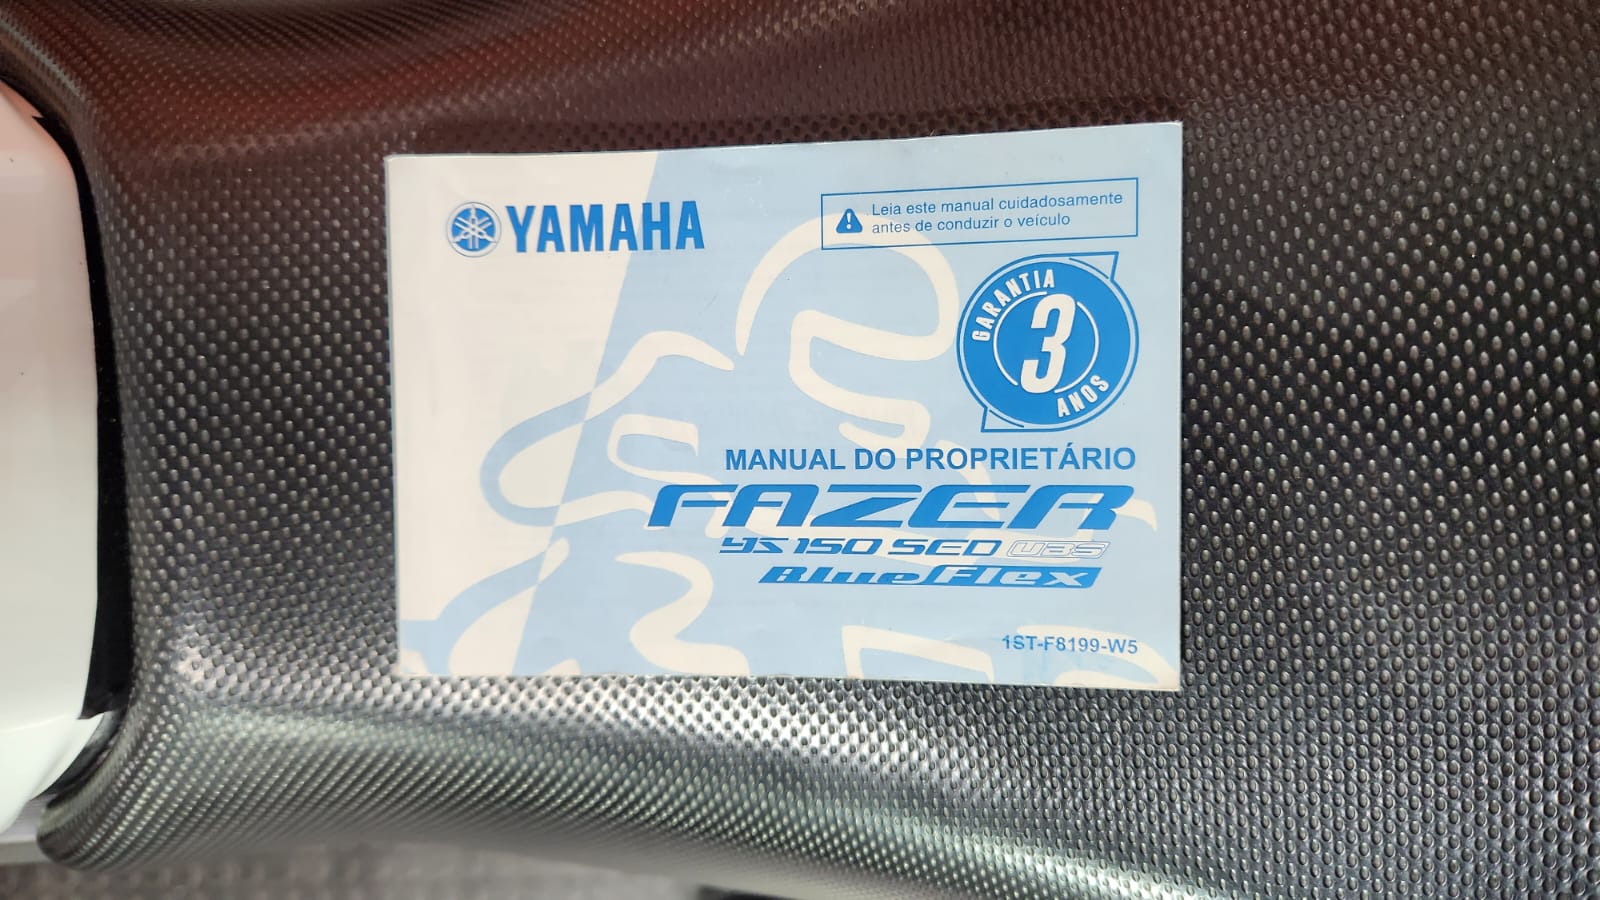 YAMAHA
Leia este manual cuidadosamente
antes de conduzir o veículo
GARANTIA
3
ANOS
MANUAL DO PROPRIETÁRIO
FAZER
YS 150 SED UBS
BlueFlex
1ST-F8199-W5